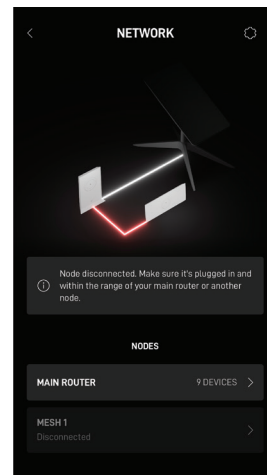 NETWORK
Node disconnected. Make sure it's plugged in and
within the range of your main router or another
node.
NODES
MAIN ROUTER 9 DEVICES
MESH 1
Disconnected